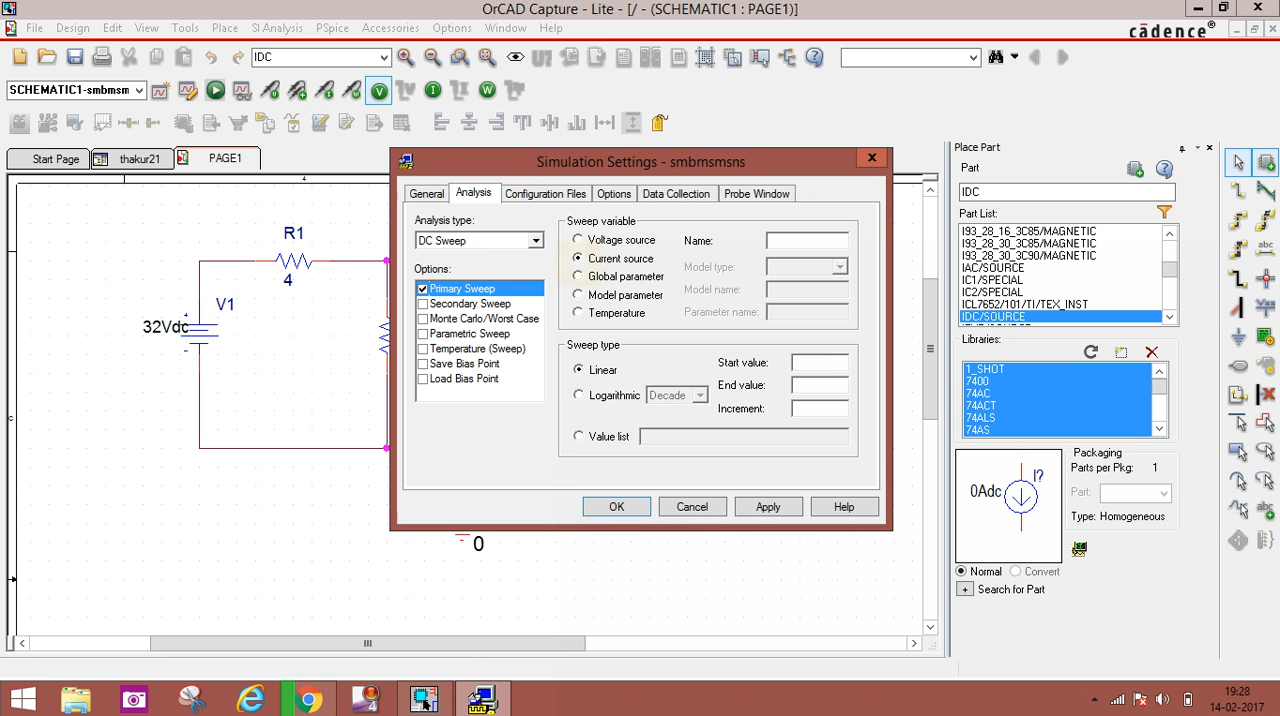 OrCAD Capture - Lite - [/ - (SCHEMATIC1 : PAGE1)]
File Design Edit View Tools Place SI Analysis PSpice Accessories Options Window Help
cādence®
IDC
U?
SCHEMATIC1-smbmsm
V
I
W
Start Page
thakur21
PAGE1
4
R1
4
V1
32Vdc
+
-
0
Simulation Settings - smbmsmsns
General
Analysis
Configuration Files
Options
Data Collection
Probe Window
Analysis type:
DC Sweep
Options:
Primary Sweep
Secondary Sweep
Monte Carlo/Worst Case
Parametric Sweep
Temperature (Sweep)
Save Bias Point
Load Bias Point
Sweep variable
Voltage source
Current source
Global parameter
Model parameter
Temperature
Name:
Model type:
Model name:
Parameter name:
Sweep type
Linear
Logarithmic
Decade
Value list
Start value:
End value:
Increment:
OK
Cancel
Apply
Help
Place Part
Part
IDC
Part List:
I93_28_16_3C85/MAGNETIC
I93_28_30_3C85/MAGNETIC
I93_28_30_3C90/MAGNETIC
IAC/SOURCE
IC1/SPECIAL
IC2/SPECIAL
ICL7652/101/TI/TEX_INST
IDC/SOURCE
Libraries:
1_SHOT
7400
74AC
74ACT
74ALS
74AS
0Adc
I?
Packaging
Parts per Pkg: 1
Part:
Type: Homogeneous
Normal
Convert
+ Search for Part
abc
abc
19:28
14-02-2017